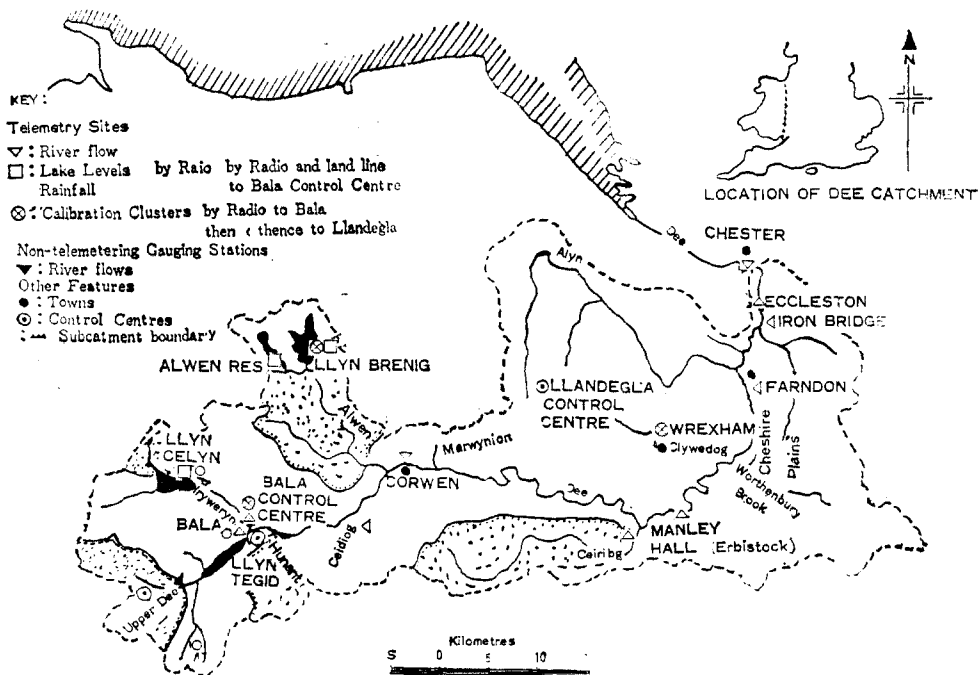 KEY:
Telemetry Sites
▽: River flow
□: Lake Levels by Raio by Radio and land line
Rainfall to Bala Control Centre
⊗: Calibration Clusters by Radio to Bala
then thence to Llandegla
Non-telemetering Gauging Stations
▼: River flows
Other Features
●: Towns
⊙: Control Centres
Subcatment boundary
N
LOCATION OF DEE CATCHMENT
Dee
CHESTER
Alyn
ECCLESTON
IRON BRIDGE
ALWEN RES
LLYN BRENIG
LLANDEGLA
CONTROL
CENTRE
FARNDON
Alwen
WREXHAM
Clywedog
Cheshire
Plains
Marwynion
LLYN
CELYN
CORWEN
Worthenbury
Brook
BALA
CONTROL
CENTRE
Dee
Tryweryn
BALA
Ceidiog
MANLEY
HALL (Erbistock)
Hunant
LLYN
TEGID
Ceiribg
Upper Dee
Kilometres
S 0 5 10